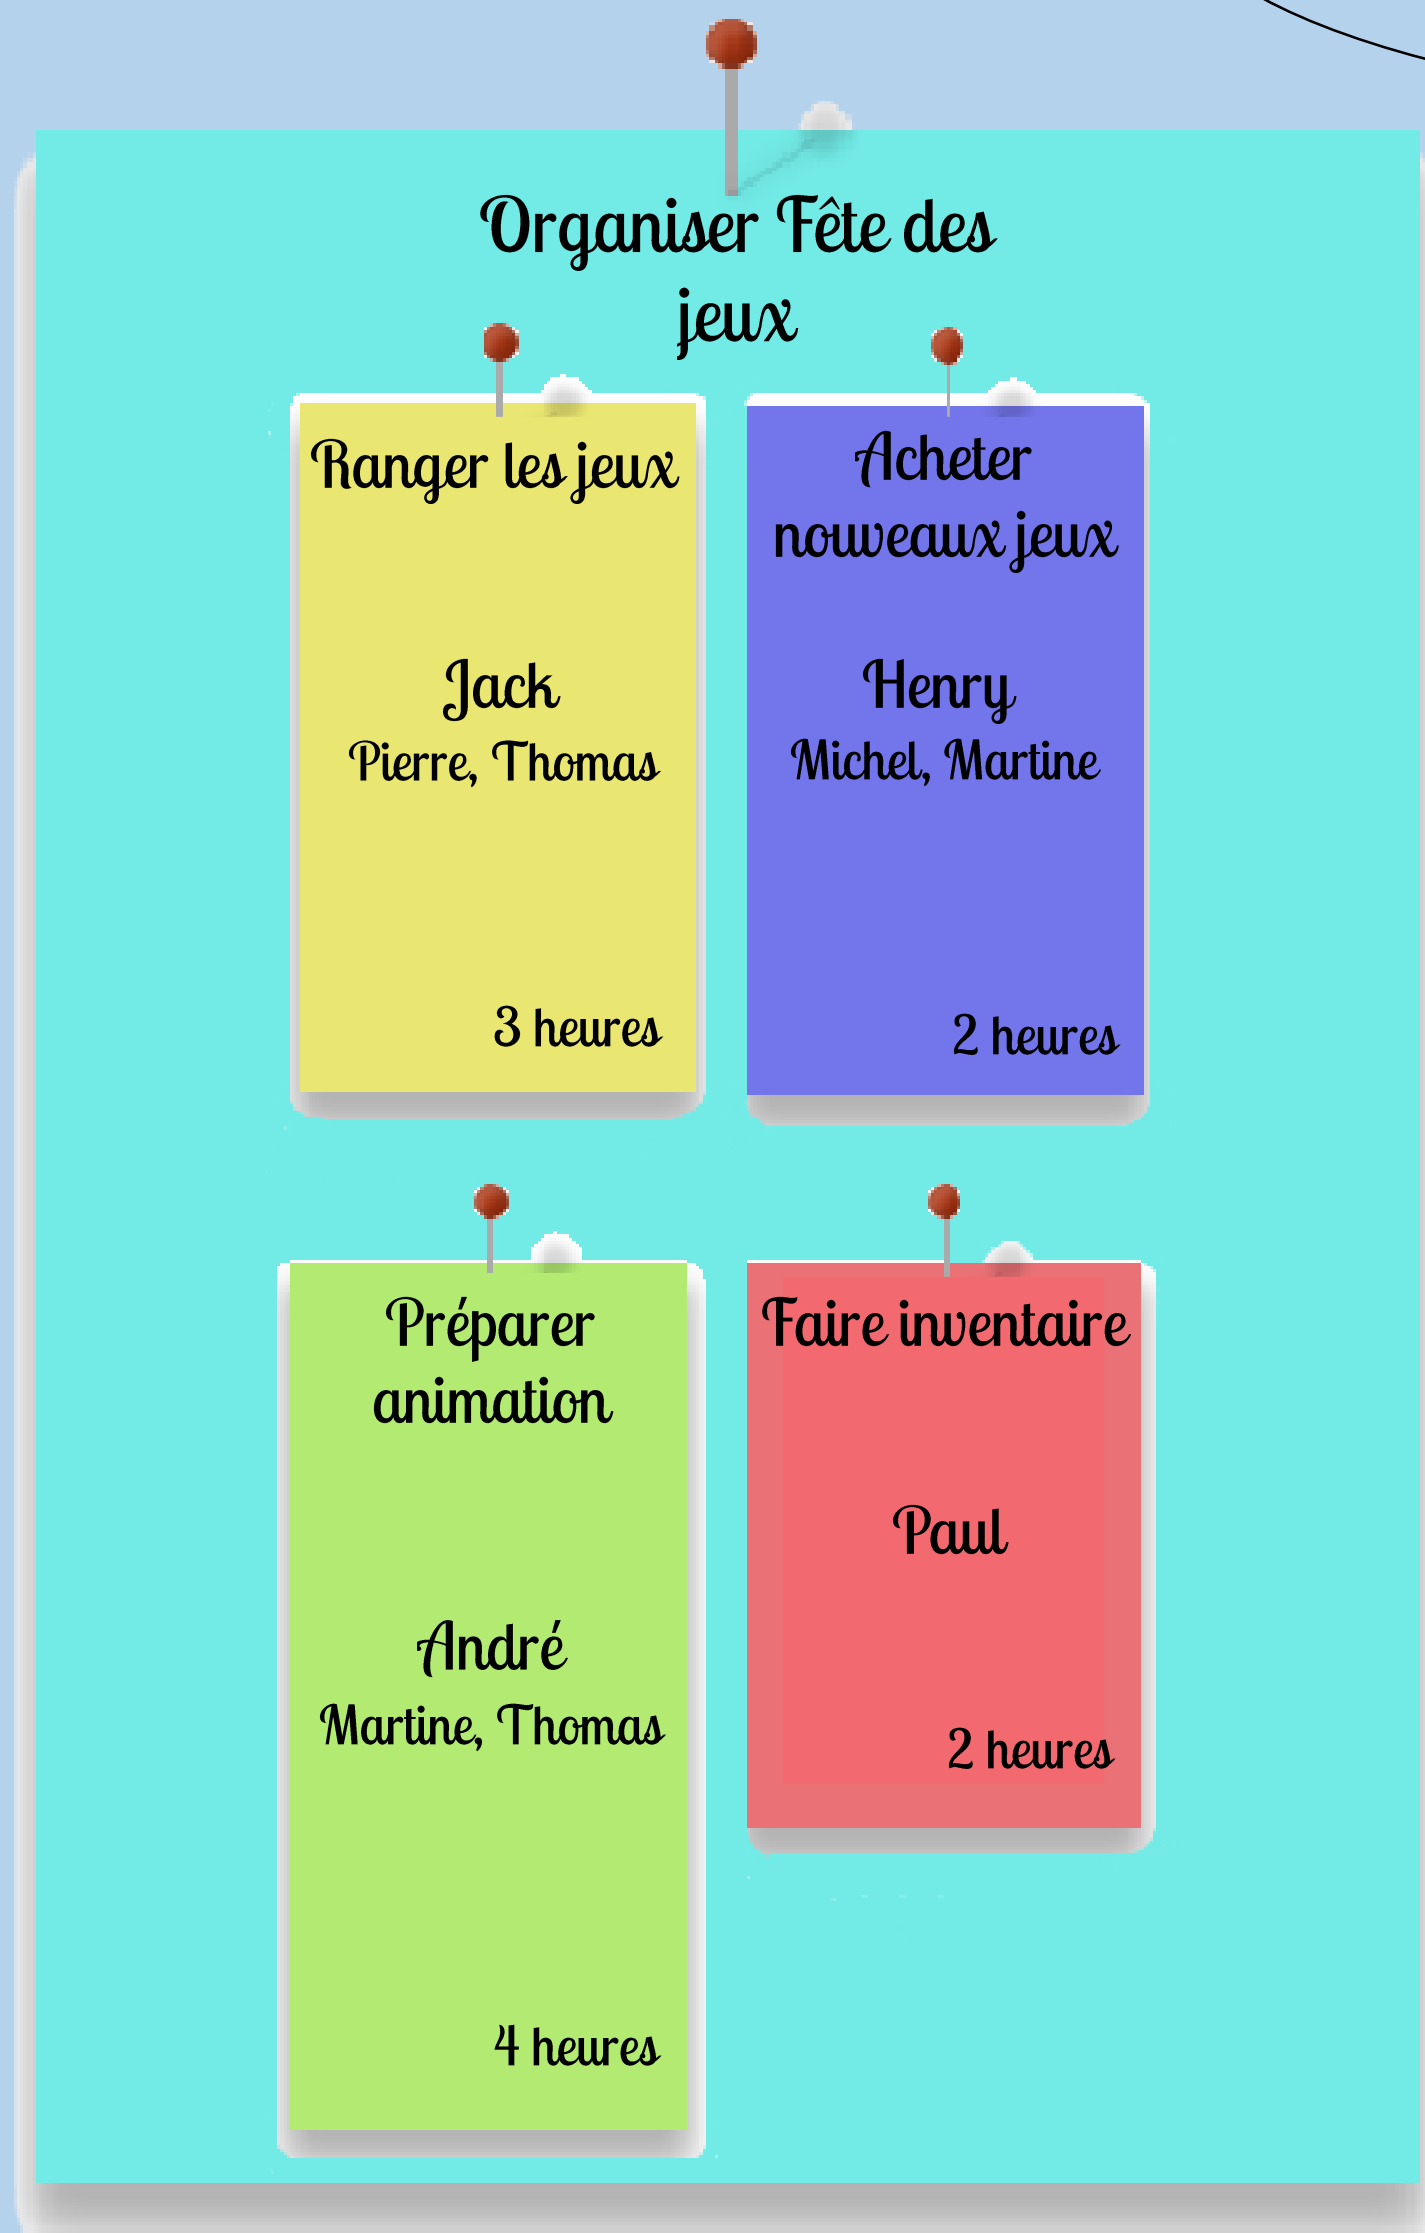 Organiser Fête des
jeux
Ranger les jeux
Jack
Pierre, Thomas
3 heures
Acheter
nouveaux jeux
Henry
Michel, Martine
2 heures
Préparer
animation
André
Martine, Thomas
4 heures
Faire inventaire
Paul
2 heures